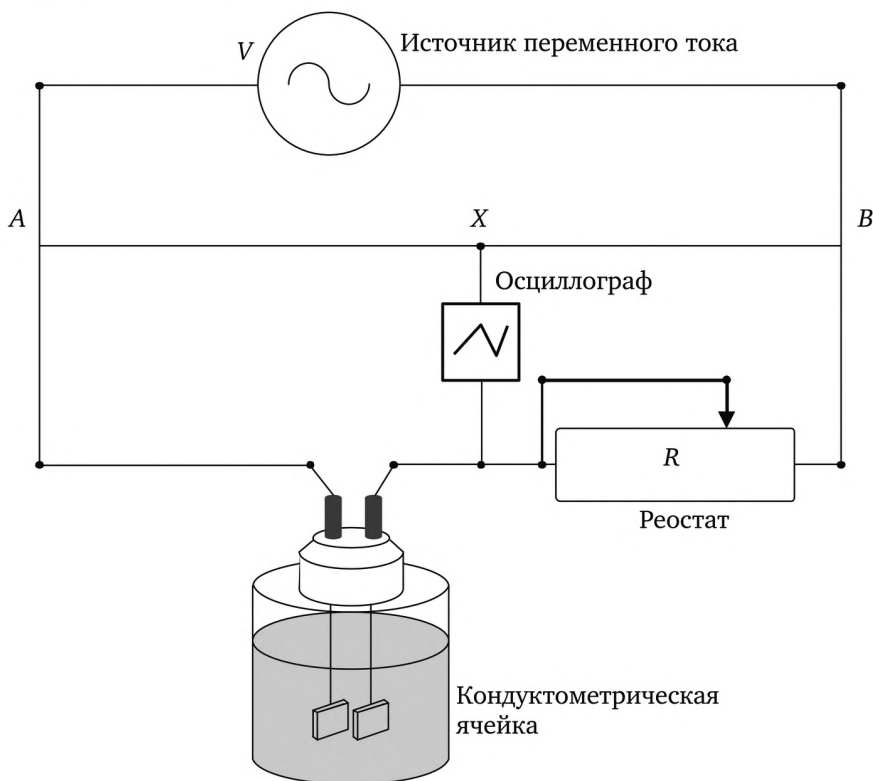 V
Источник переменного тока
A
X
B
Осциллограф
R
Реостат
Кондуктометрическая
ячейка